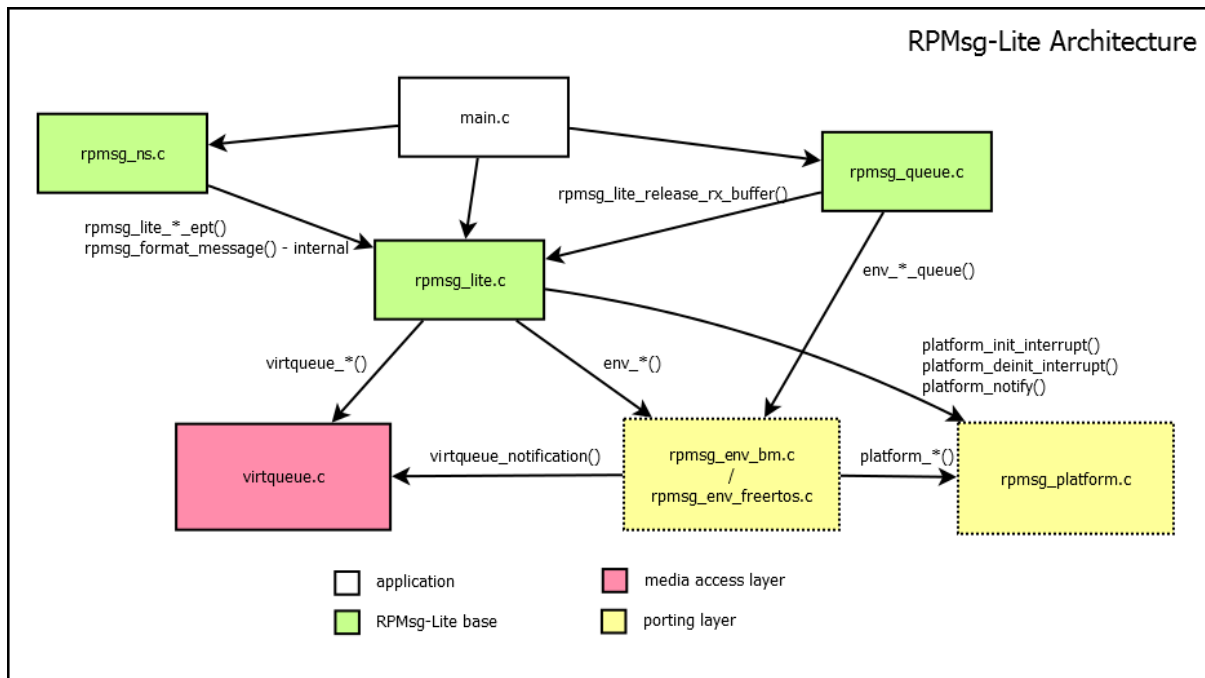 RPMsg-Lite Architecture
main.c
rpmsg_ns.c
rpmsg_queue.c
rpmsg_lite_release_rx_buffer()
rpmsg_lite_*_ept()
rpmsg_format_message() - internal
rpmsg_lite.c
env_*_queue()
virtqueue_*()
env_*()
platform_init_interrupt()
platform_deinit_interrupt()
platform_notify()
virtqueue.c
virtqueue_notification()
rpmsg_env_bm.c
/
rpmsg_env_freertos.c
platform_*()
rpmsg_platform.c
application
media access layer
RPMsg-Lite base
porting layer